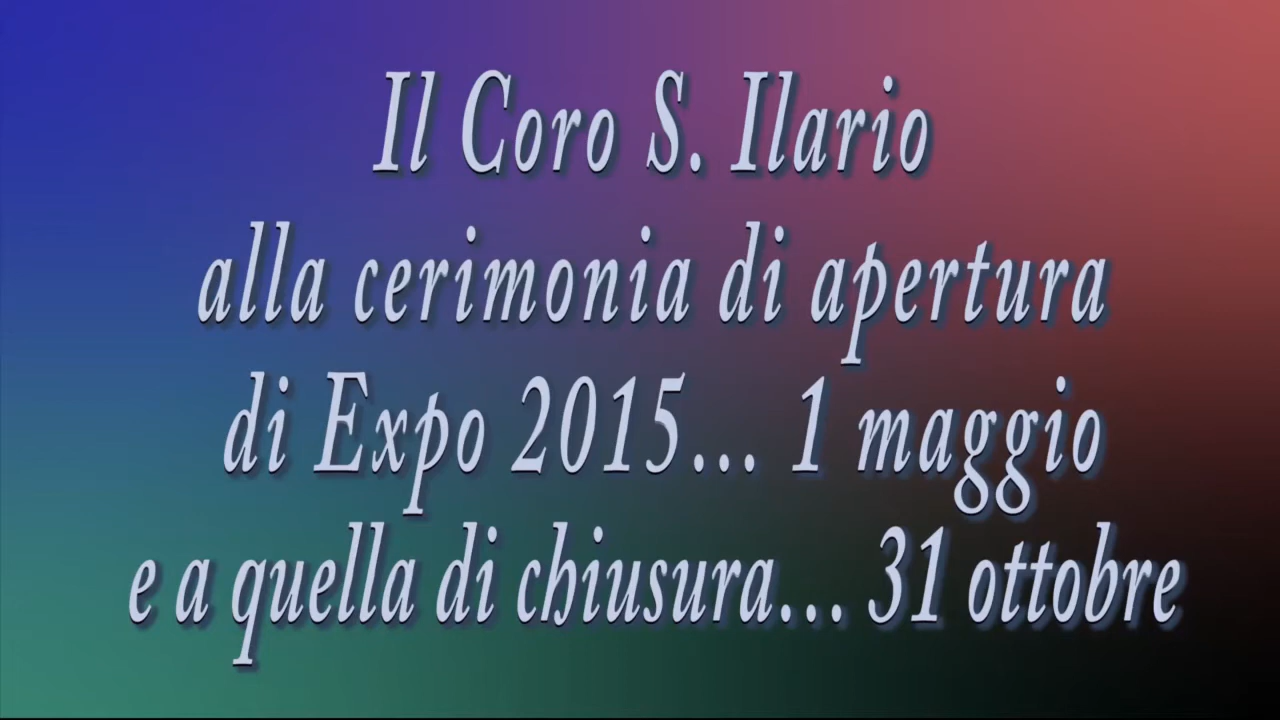 Il Coro S. Ilario
alla cerimonia di apertura
di Expo 2015... 1 maggio
e a quella di chiusura... 31 ottobre